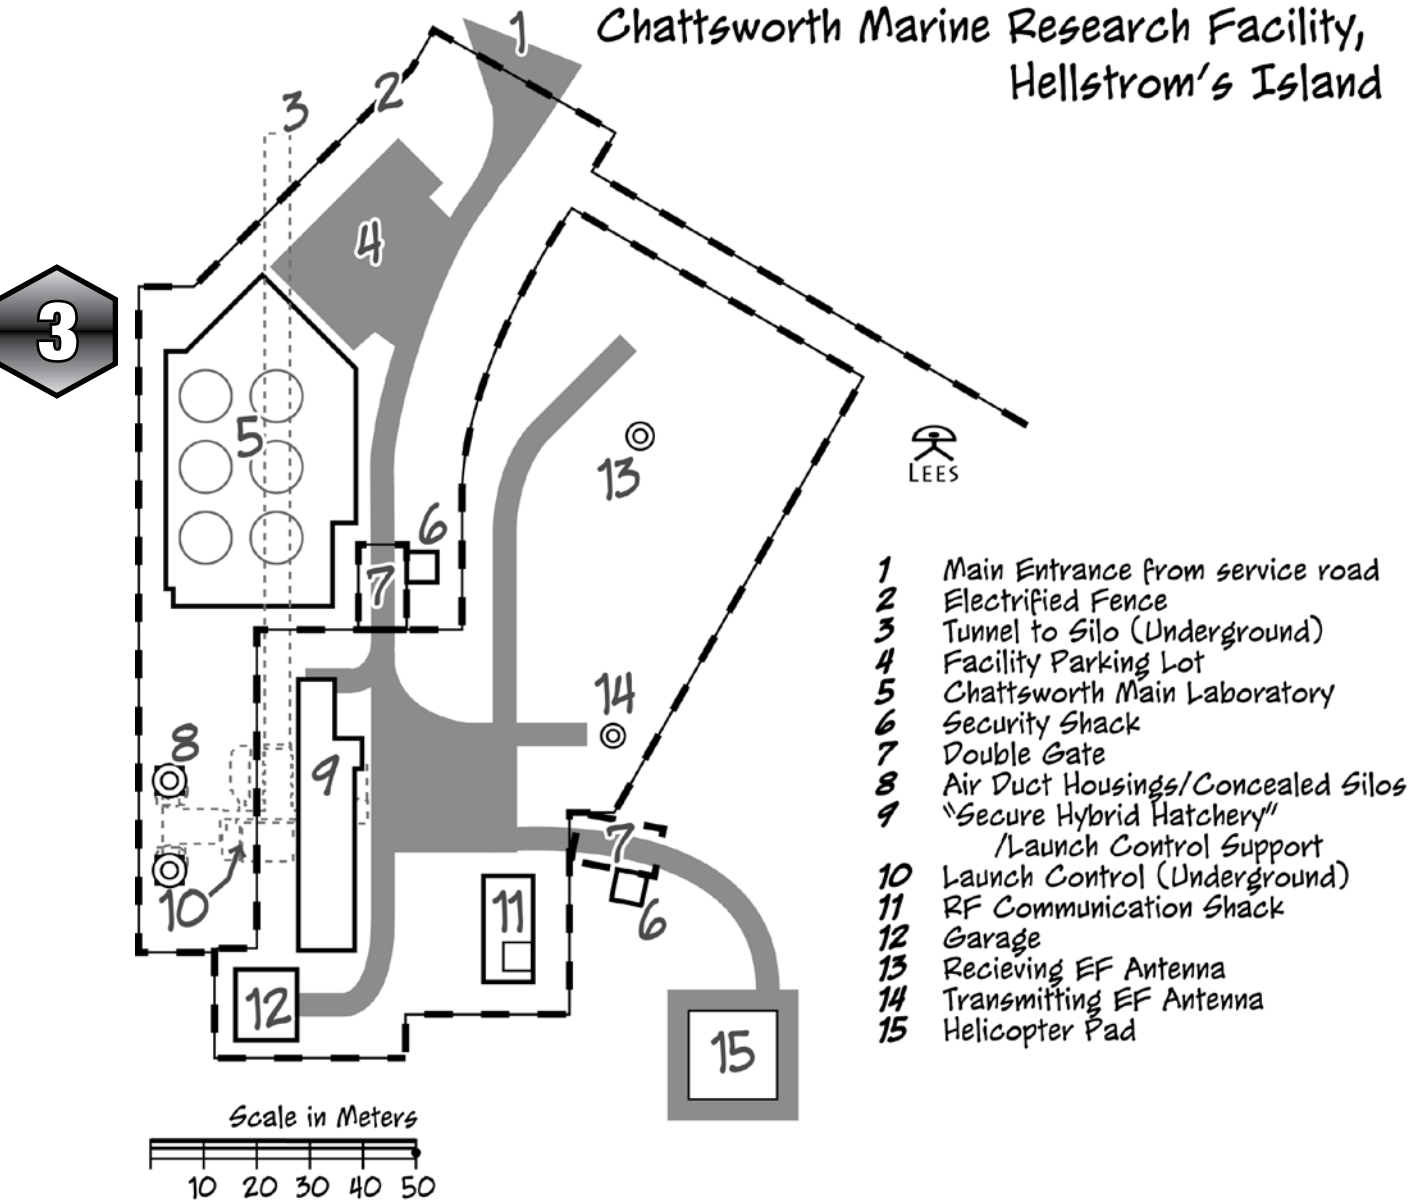 Chattsworth Marine Research Facility,
Hellstrom's Island
1
2
3
4
3
5
6
7
13
LEES
14
8
9
10
7
6
11
12
15
1 Main Entrance from service road
2 Electrified Fence
3 Tunnel to Silo (Underground)
4 Facility Parking Lot
5 Chattsworth Main Laboratory
6 Security Shack
7 Double Gate
8 Air Duct Housings/Concealed Silos
9 "Secure Hybrid Hatchery"
/Launch Control Support
10 Launch Control (Underground)
11 RF Communication Shack
12 Garage
13 Recieving EF Antenna
14 Transmitting EF Antenna
15 Helicopter Pad
Scale in Meters
10 20 30 40 50